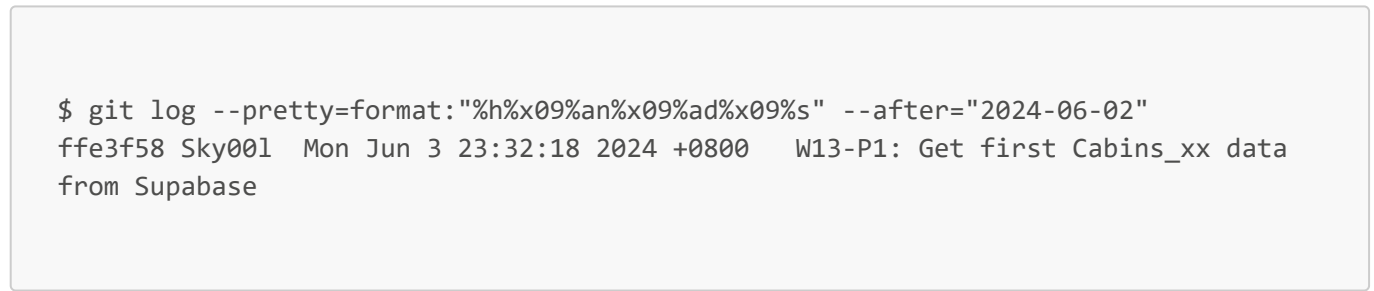 $ git log --pretty=format:"%h%x09%an%x09%ad%x09%s" --after="2024-06-02"
ffe3f58 Sky00l  Mon Jun 3 23:32:18 2024 +0800   W13-P1: Get first Cabins_xx data
from Supabase